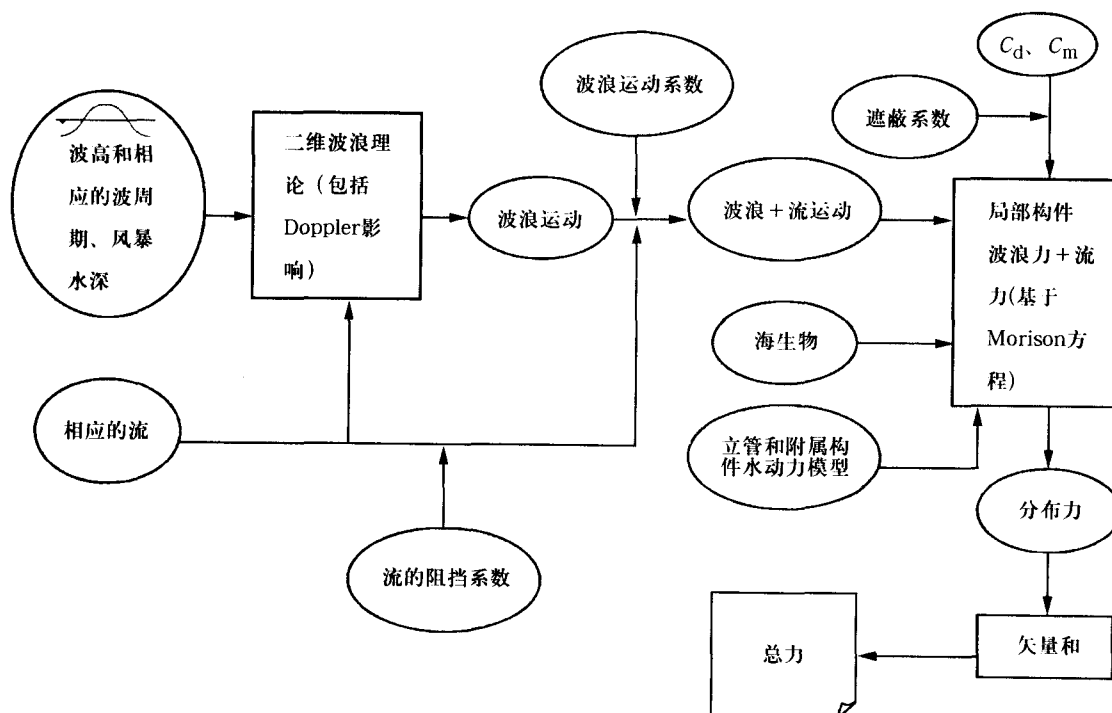 C_d、C_m
波浪运动系数
遮蔽系数
波高和相
应的波周
期、风暴
水深
二维波浪理
论（包括
Doppler影
响）
波浪运动
波浪＋流运动
局部构件
波浪力＋流
力(基于
Morison方
程)
海生物
相应的流
立管和附属构
件水动力模型
分布力
流的阻挡系数
总力
矢量和